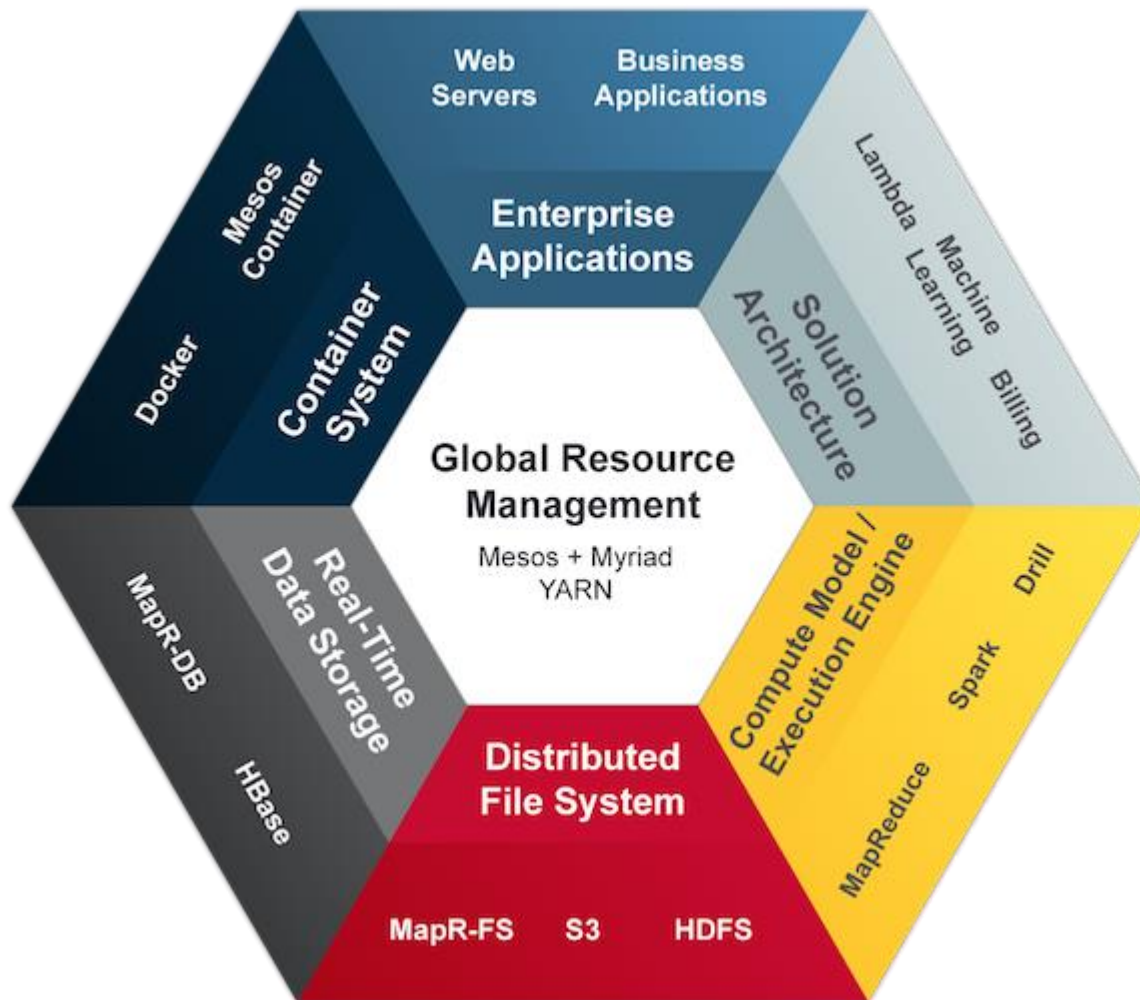 Web
Servers
Business
Applications
Enterprise
Applications
Lambda
Machine
Learning
Billing
Solution
Architecture
Drill
Spark
MapReduce
Compute Model /
Execution Engine
Distributed
File System
MapR-FS
S3
HDFS
Real-Time
Data Storage
MapR-DB
HBase
Container
System
Mesos
Container
Docker
Global Resource
Management
Mesos + Myriad
YARN